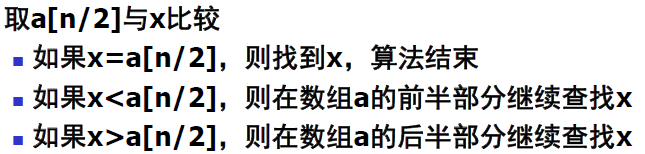 取a[n/2]与x比较
如果x=a[n/2]，则找到x，算法结束
如果x<a[n/2]，则在数组a的前半部分继续查找x
如果x>a[n/2]，则在数组a的后半部分继续查找x